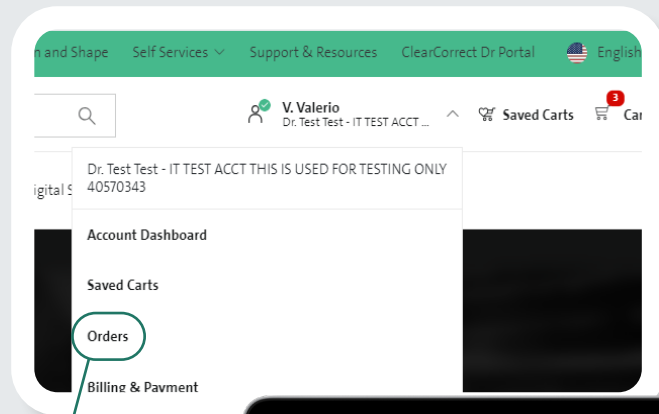 and Shape Self Services Support & Resources ClearCorrect Dr Portal English
3
V. Valerio
Dr. Test Test - IT TEST ACCT ... Saved Carts
Dr. Test Test - IT TEST ACCT THIS IS USED FOR TESTING ONLY
40570343
Account Dashboard
Saved Carts
Orders
Billing & Payment